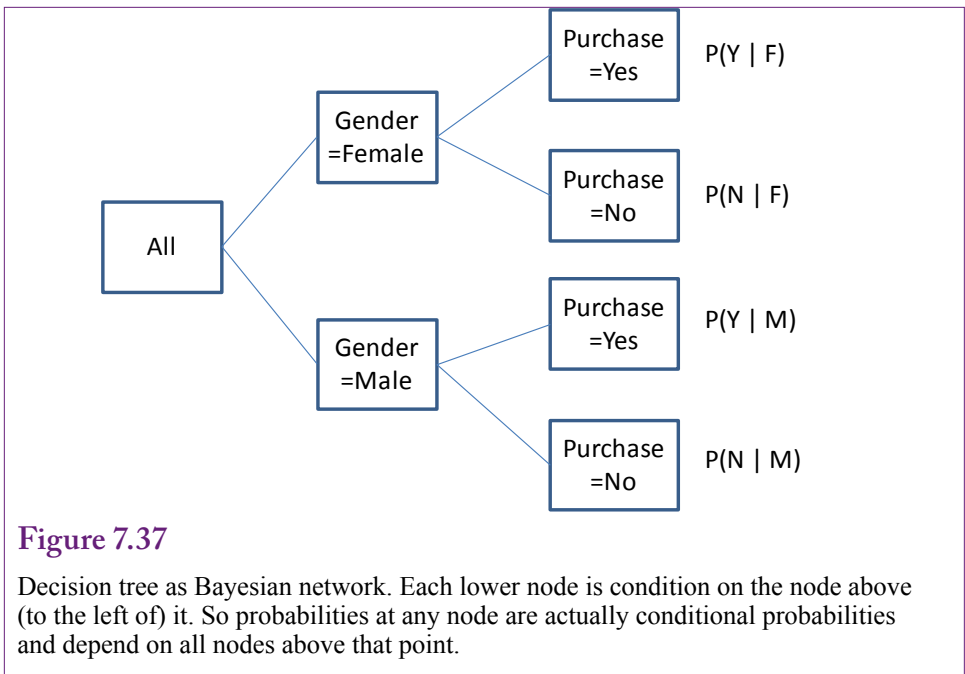 Purchase
=Yes
P(Y | F)
Gender
=Female
Purchase
=No
P(N | F)
All
Purchase
=Yes
P(Y | M)
Gender
=Male
Purchase
=No
P(N | M)
Figure 7.37
Decision tree as Bayesian network. Each lower node is condition on the node above
(to the left of) it. So probabilities at any node are actually conditional probabilities
and depend on all nodes above that point.